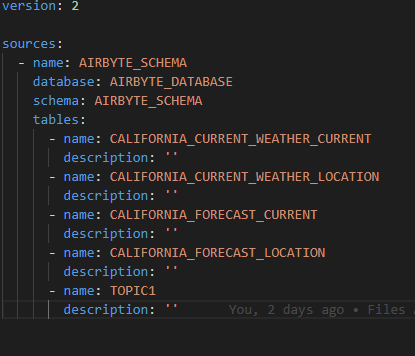 version: 2
sources:
- name: AIRBYTE_SCHEMA
database: AIRBYTE_DATABASE
schema: AIRBYTE_SCHEMA
tables:
- name: CALIFORNIA_CURRENT_WEATHER_CURRENT
description: ''
- name: CALIFORNIA_CURRENT_WEATHER_LOCATION
description: ''
- name: CALIFORNIA_FORECAST_CURRENT
description: ''
- name: CALIFORNIA_FORECAST_LOCATION
description: ''
- name: TOPIC1
description: '' You, 2 days ago • Files